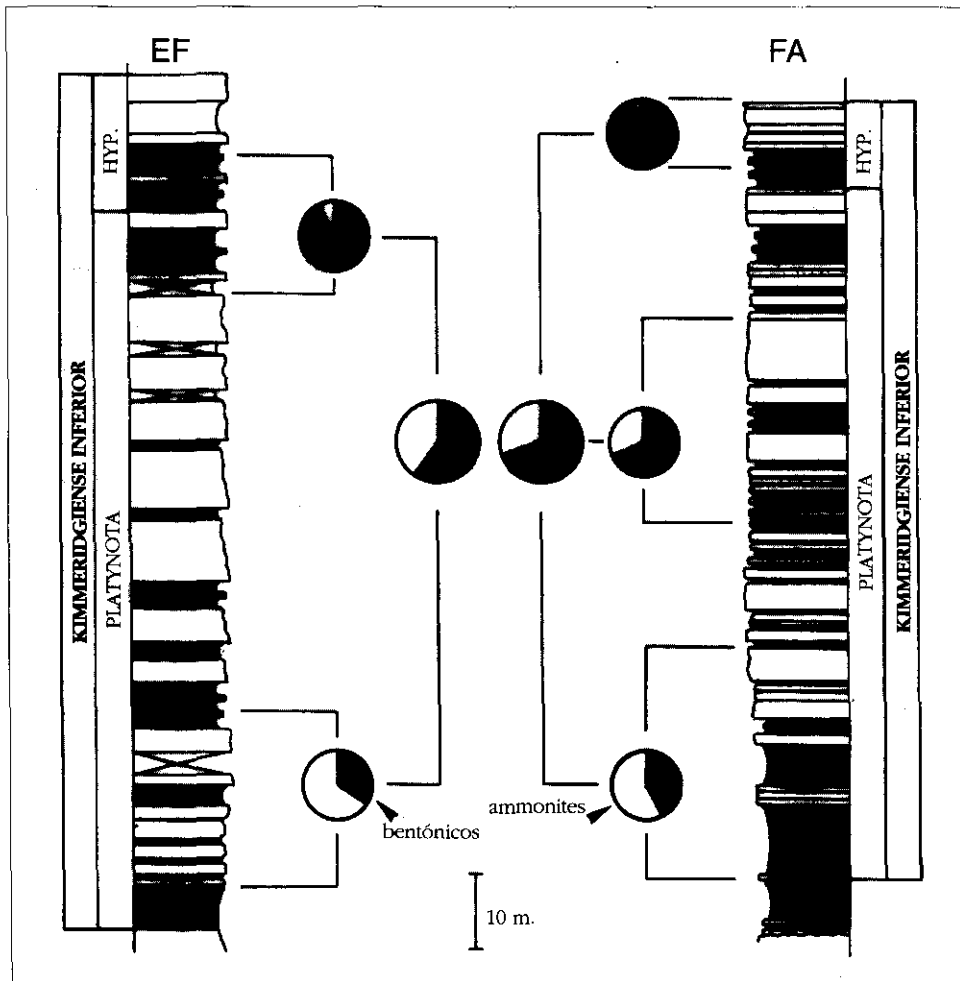 EF
FA
HYP.
HYP.
KIMMERIDGIENSE INFERIOR
PLATYNOTA
PLATYNOTA
KIMMERIDGIENSE INFERIOR
ammonites
bentónicos
10 m.